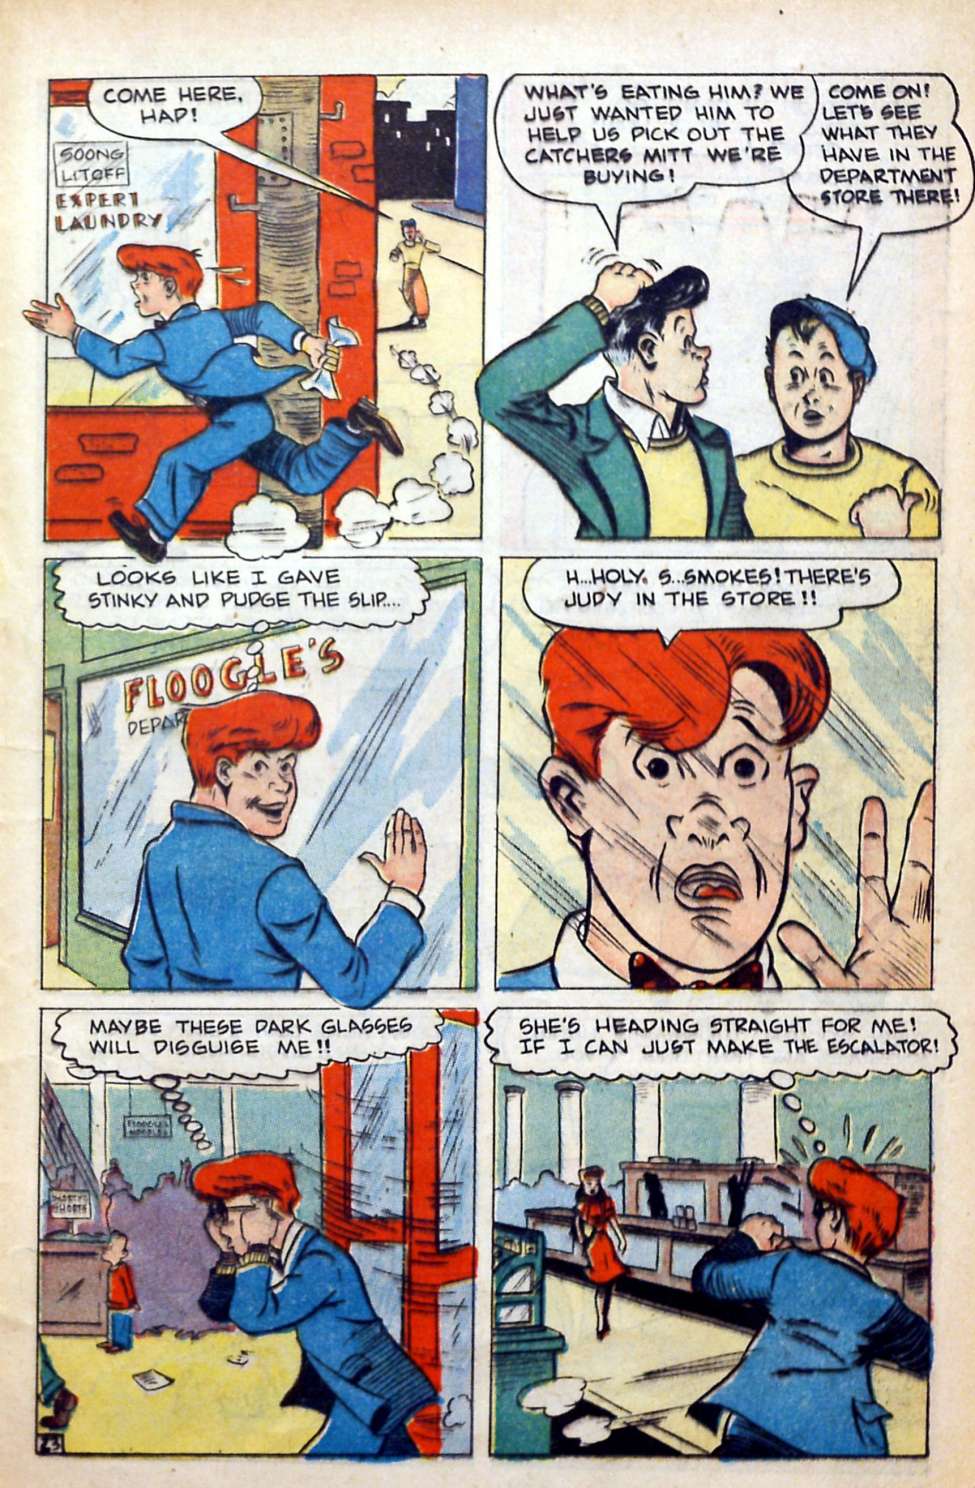 COME HERE,
HAP!
SOONG
LITOFF
EXPERT
LAUNDRY
WHAT'S EATING HIM? WE
JUST WANTED HIM TO
HELP US PICK OUT THE
CATCHERS MITT WE'RE
BUYING!
COME ON!
LET'S SEE
WHAT THEY
HAVE IN THE
DEPARTMENT
STORE THERE!
LOOKS LIKE I GAVE
STINKY AND PUDGE THE SLIP....
FLOOGLE'S
DEPAR
H...HOLY. S...SMOKES! THERE'S
JUDY IN THE STORE!!
MAYBE THESE DARK GLASSES
WILL DISGUISE ME!!
SHORTY'S
SHORTS
SHE'S HEADING STRAIGHT FOR ME!
IF I CAN JUST MAKE THE ESCALATOR!